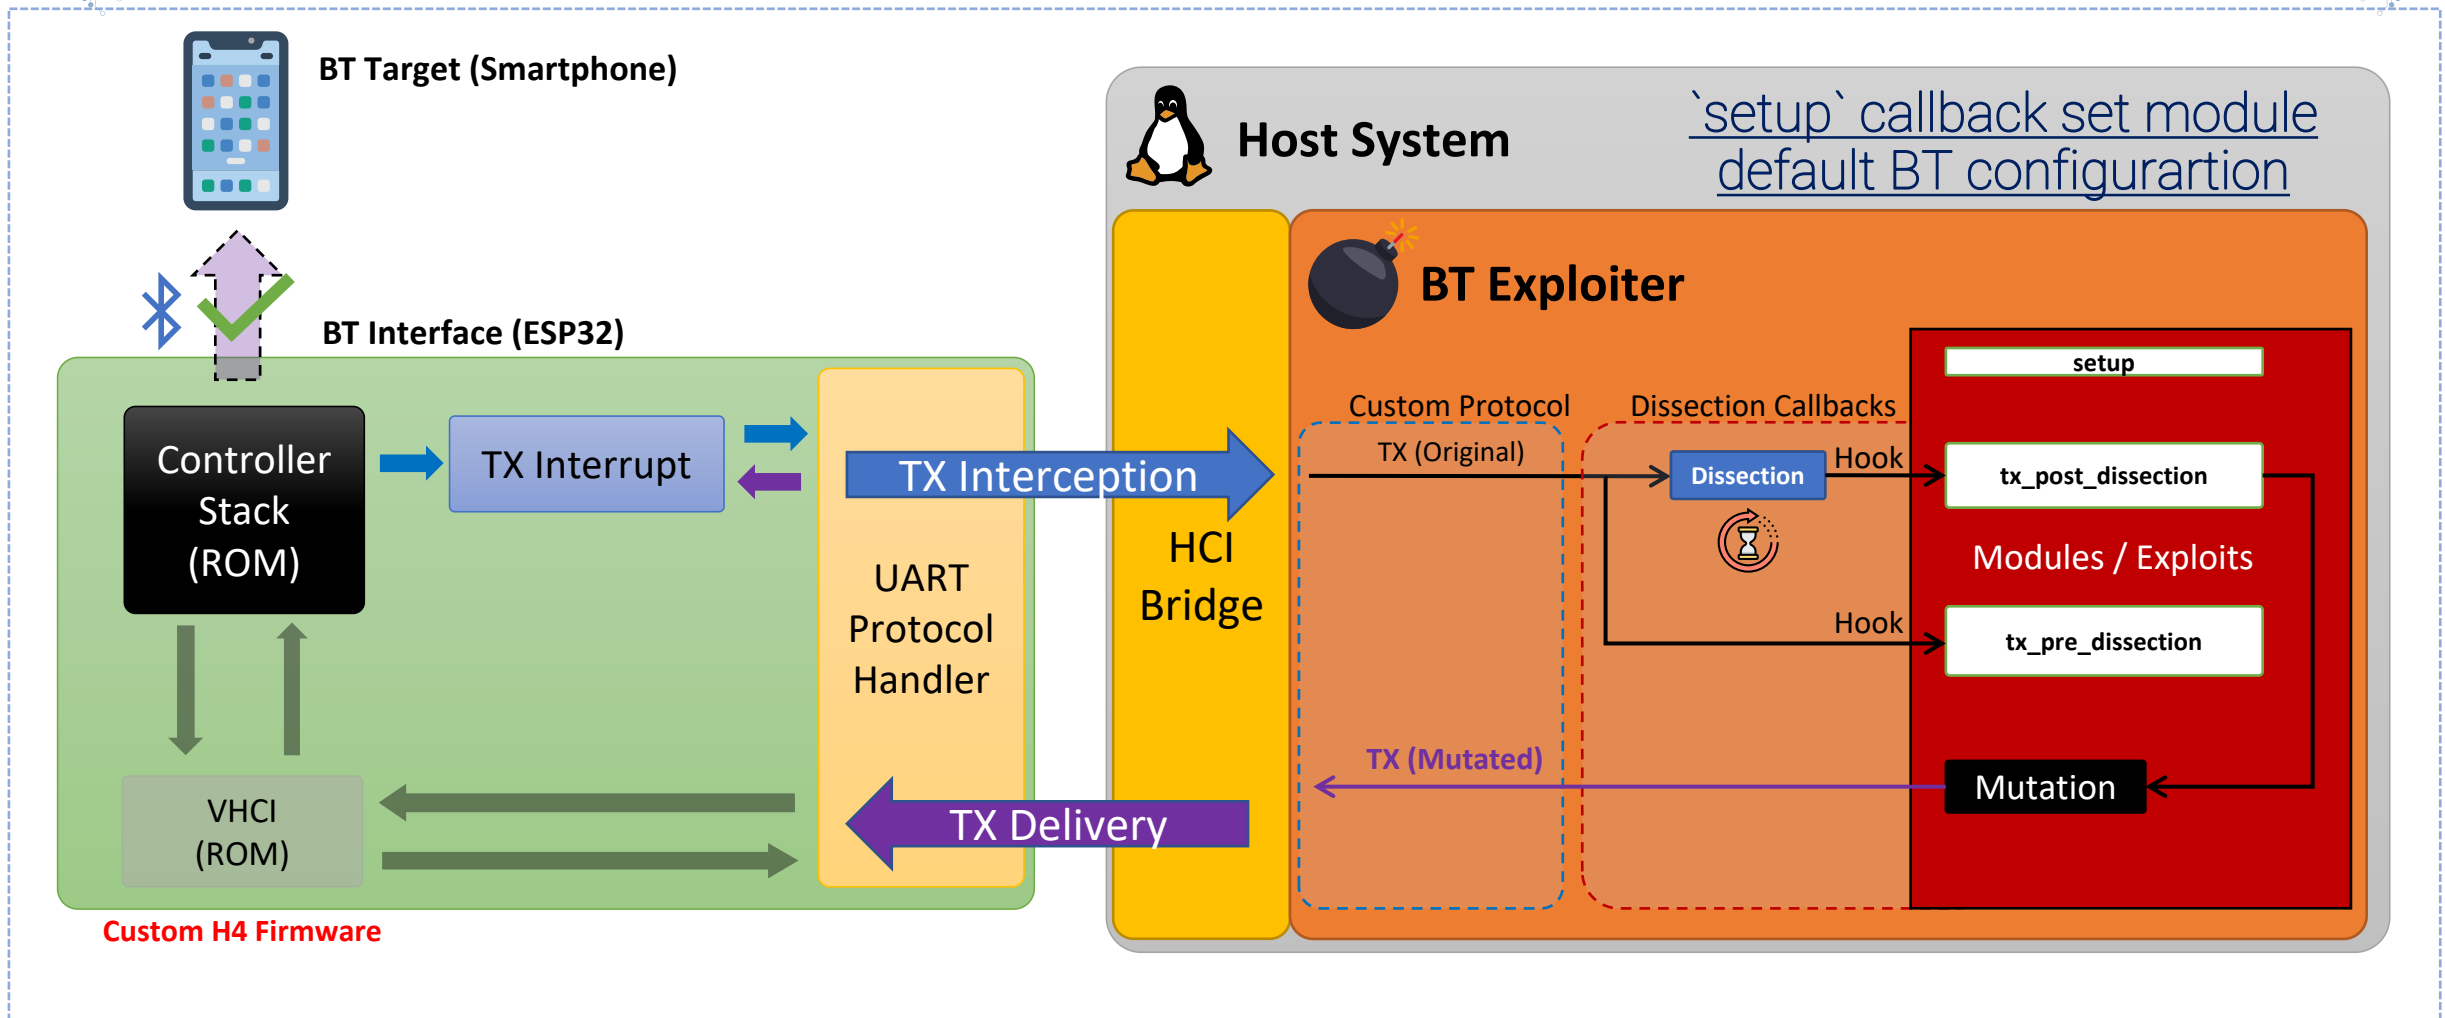 BT Target (Smartphone)
Host System
`setup` callback set module
default BT configurartion
BT Exploiter
BT Interface (ESP32)
setup
Custom Protocol
Dissection Callbacks
Controller
Stack
(ROM)
TX Interrupt
TX Interception
TX (Original)
Dissection
Hook
tx_post_dissection
HCI
Bridge
Modules / Exploits
UART
Protocol
Handler
Hook
tx_pre_dissection
TX (Mutated)
Mutation
VHCI
(ROM)
TX Delivery
Custom H4 Firmware